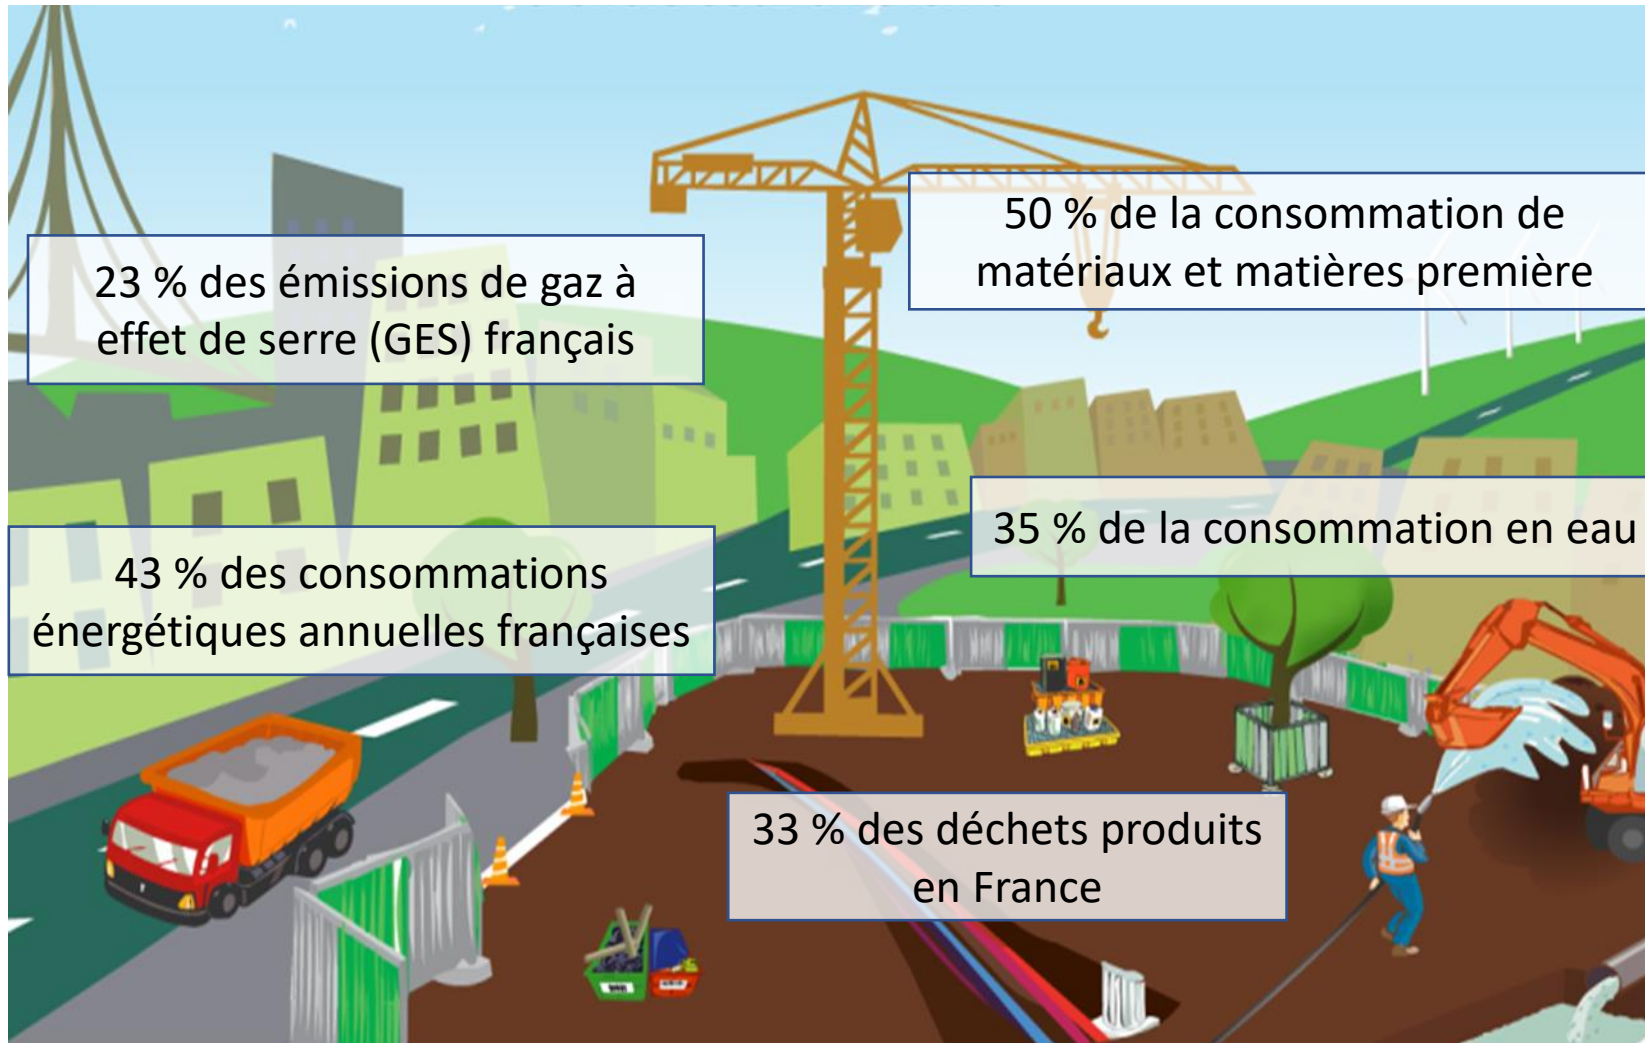 23 % des émissions de gaz à
effet de serre (GES) français
50 % de la consommation de
matériaux et matières première
43 % des consommations
énergétiques annuelles françaises
35 % de la consommation en eau
33 % des déchets produits
en France